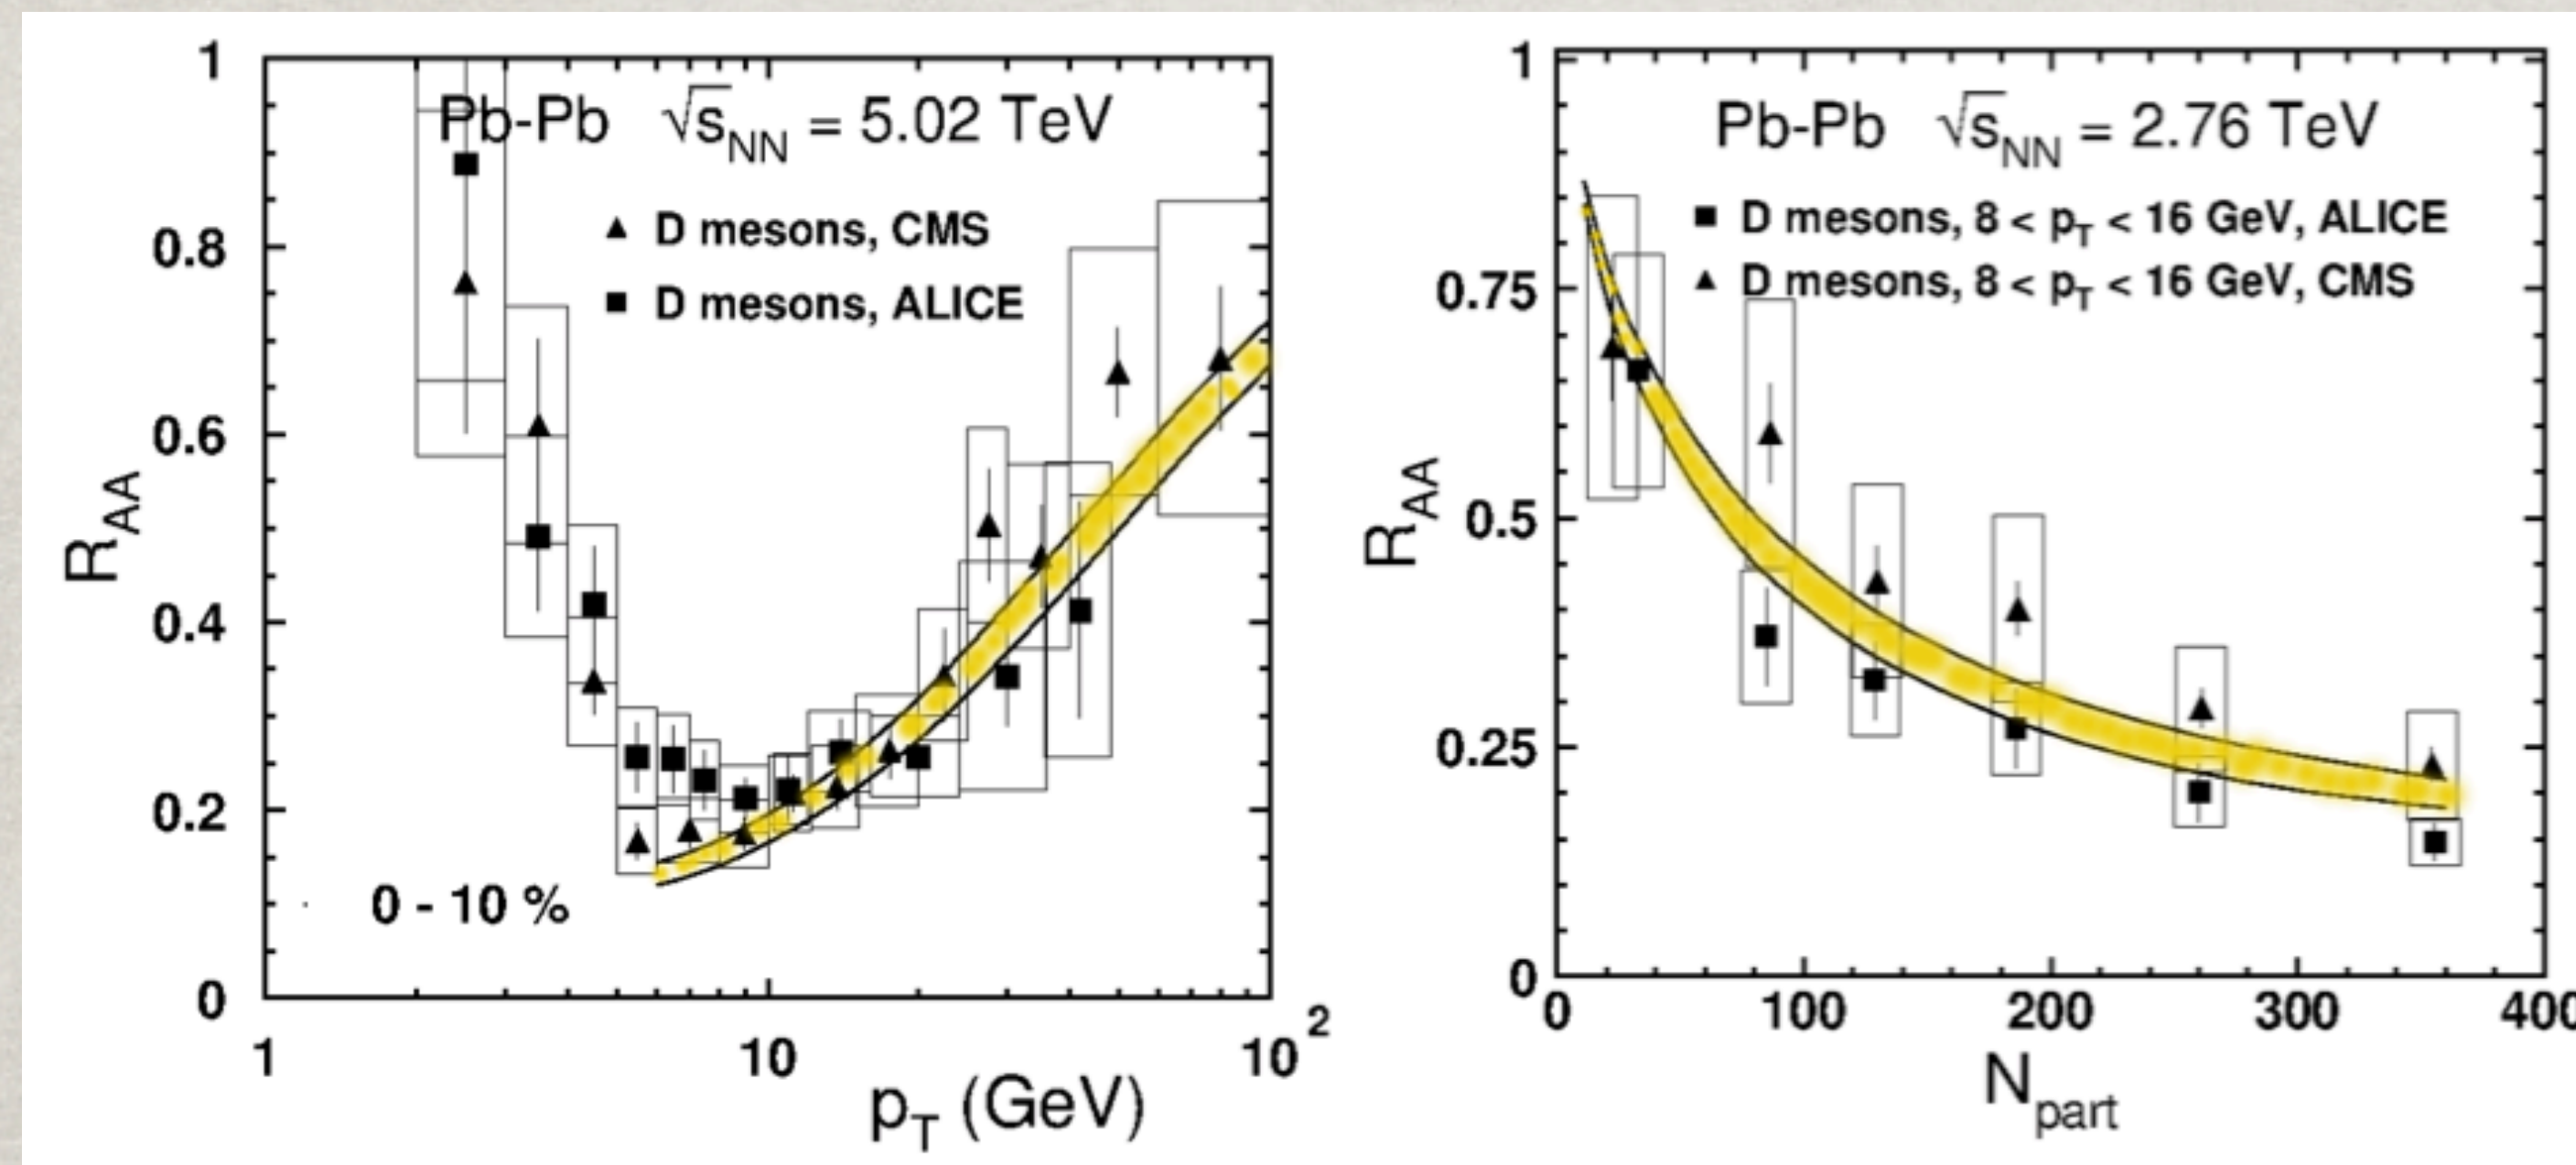 Pb-Pb √sNN = 5.02 TeV
D mesons, CMS
D mesons, ALICE
0 - 10 %
RAA
1
0.8
0.6
0.4
0.2
0
1 10 10²
pT (GeV)
Pb-Pb √sNN = 2.76 TeV
D mesons, 8 < pT < 16 GeV, ALICE
D mesons, 8 < pT < 16 GeV, CMS
RAA
1
0.75
0.5
0.25
0
0 100 200 300 400
Npart